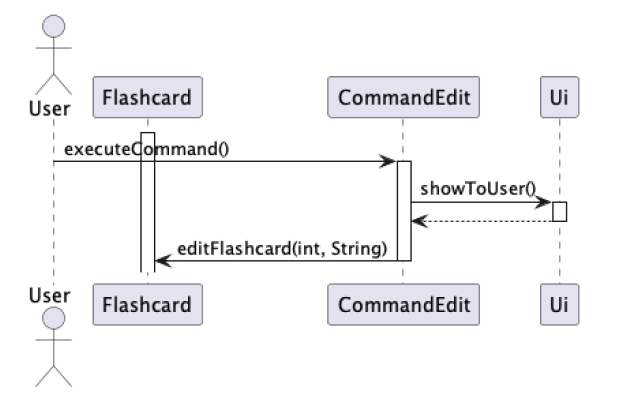 User
Flashcard
CommandEdit
Ui
executeCommand()
showToUser()
editFlashcard(int, String)
User
Flashcard
CommandEdit
Ui